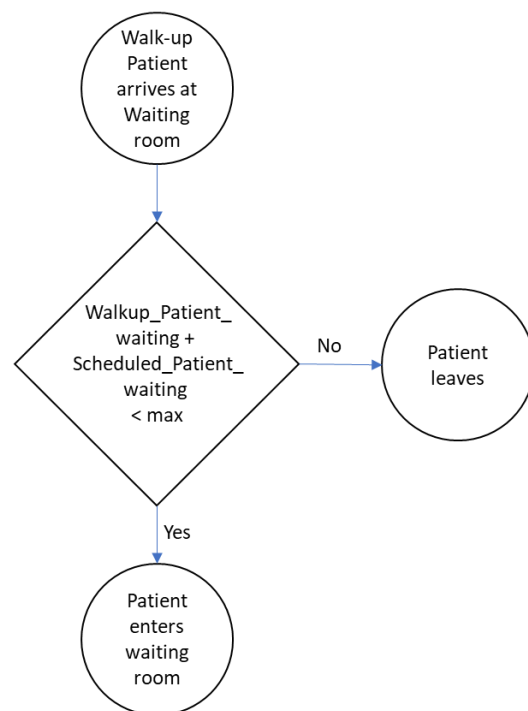 Walk-up
Patient
arrives at
Waiting
room
Walkup_Patient_
waiting +
Scheduled_Patient_
waiting
< max
No
Patient
leaves
Yes
Patient
enters
waiting
room